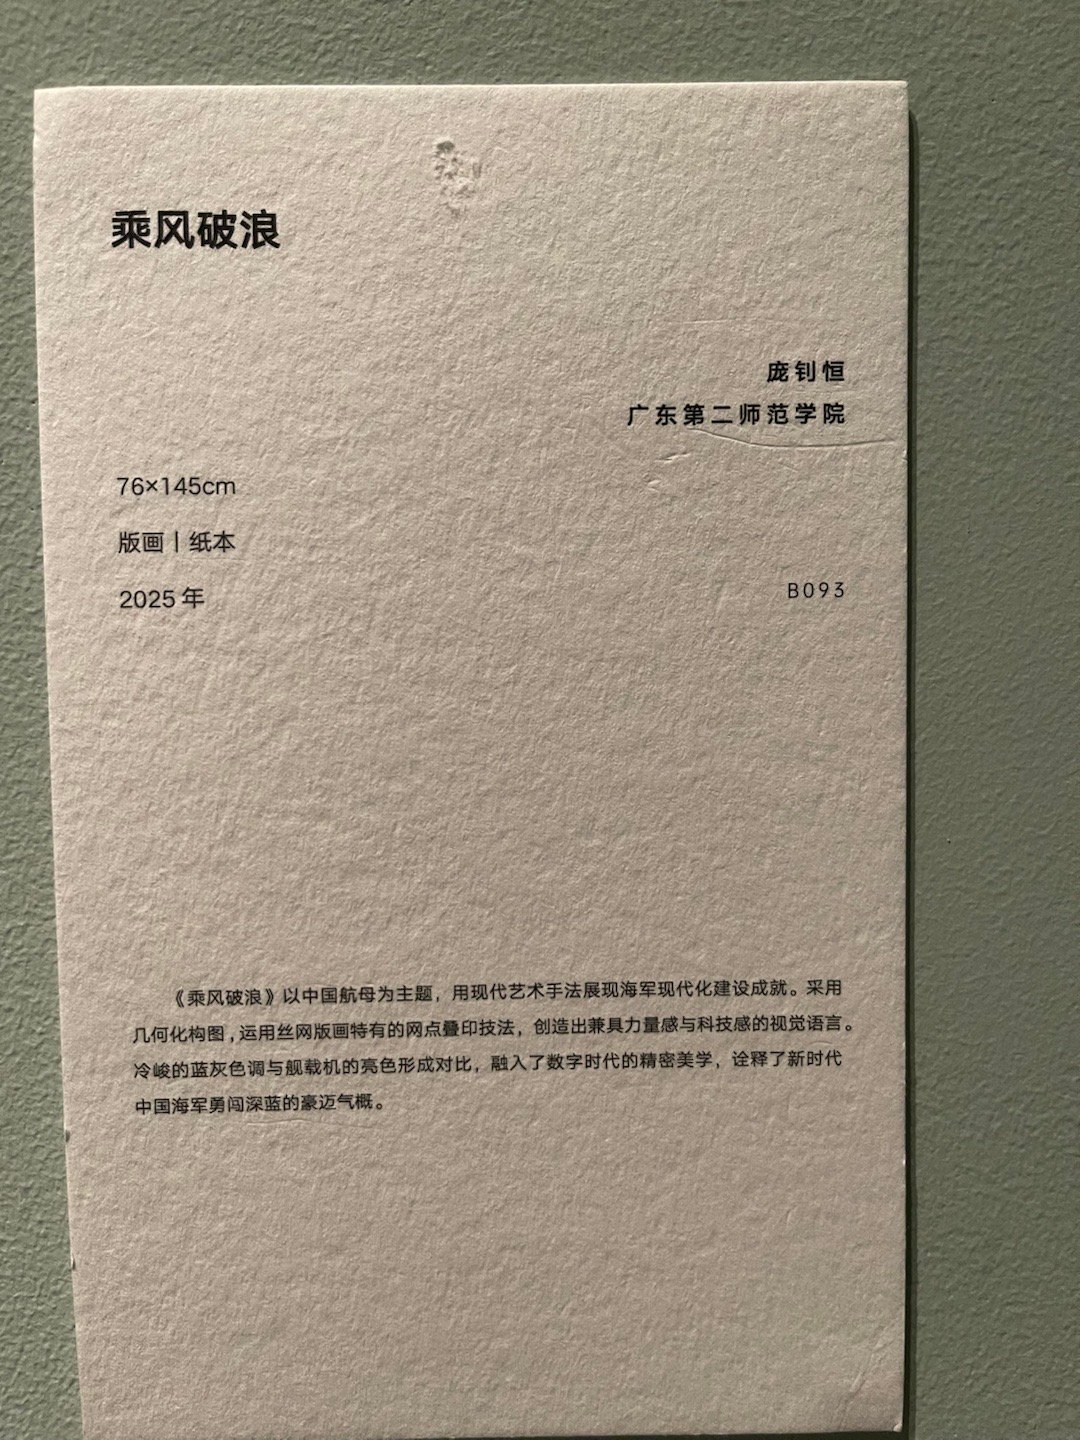 乘风破浪
庞钊恒
广东第二师范学院
76×145cm
版画丨纸本
2025年
B093
《乘风破浪》以中国航母为主题，用现代艺术手法展现海军现代化建设成就。采用
几何化构图，运用丝网版画特有的网点叠印技法，创造出兼具力量感与科技感的视觉语言。
冷峻的蓝灰色调与舰载机的亮色形成对比，融入了数字时代的精密美学，诠释了新时代
中国海军勇闯深蓝的豪迈气概。